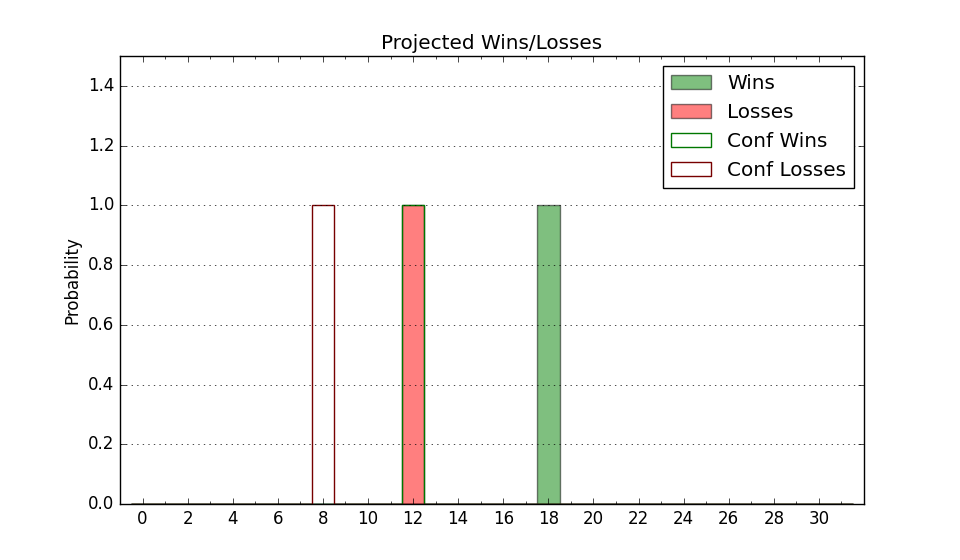 Projected Wins/Losses
Wins
Losses
Conf Wins
Conf Losses
1.4
1.2
1.0
0.8
0.6
0.4
0.2
0.0
Probability
0 2 4 6 8 10 12 14 16 18 20 22 24 26 28 30